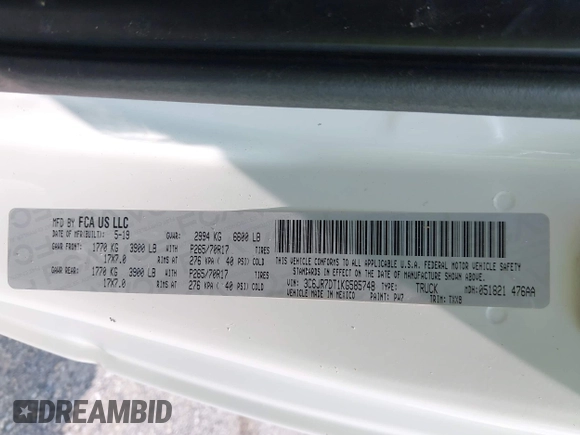 MFD BY FCA US LLC
DATE OF MFR(BUILT): 5-19 GVWR: 2994 KG 6600 LB
GAWR FRONT: 1770 KG 3900 LB WITH P265/70R17 TIRES
17X7.0 RIMS AT 276 KPA ( 40 PSI) COLD
GAWR REAR: 1770 KG 3900 LB WITH P265/70R17 TIRES
17X7.0 RIMS AT 276 KPA ( 40 PSI) COLD
THIS VEHICLE CONFORMS TO ALL APPLICABLE U.S.A. FEDERAL MOTOR VEHICLE SAFETY
STANDARDS IN EFFECT ON THE DATE OF MANUFACTURE SHOWN ABOVE.
VIN: 3C6JR7DT1KG585748 TYPE: TRUCK MDH: 051821 476AA
MADE IN MEXICO PAINT: PW7 TRIM: TXX8
DREAMBID